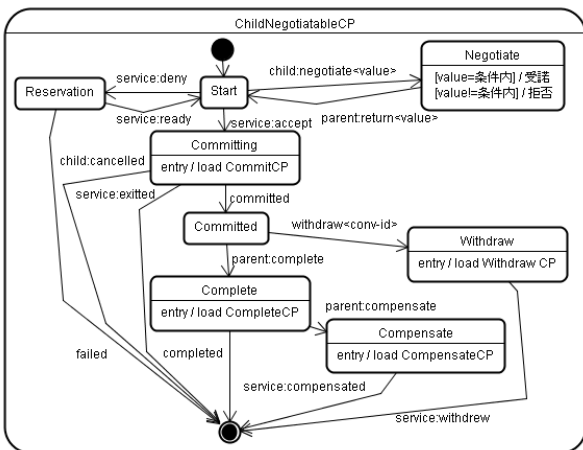 ChildNegotiatableCP
Negotiate
[value=条件内] / 受諾
[value!=条件内] / 拒否
service:deny
child:negotiate<value>
Reservation
Start
service:ready
parent:return<value>
service:accept
Committing
entry / load CommitCP
child:cancelled
service:exitted
committed
Committed
withdraw<conv-id>
Withdraw
entry / load Withdraw CP
parent:complete
Complete
entry / load CompleteCP
parent:compensate
Compensate
entry / load CompensateCP
failed
completed
service:compensated
service:withdrew